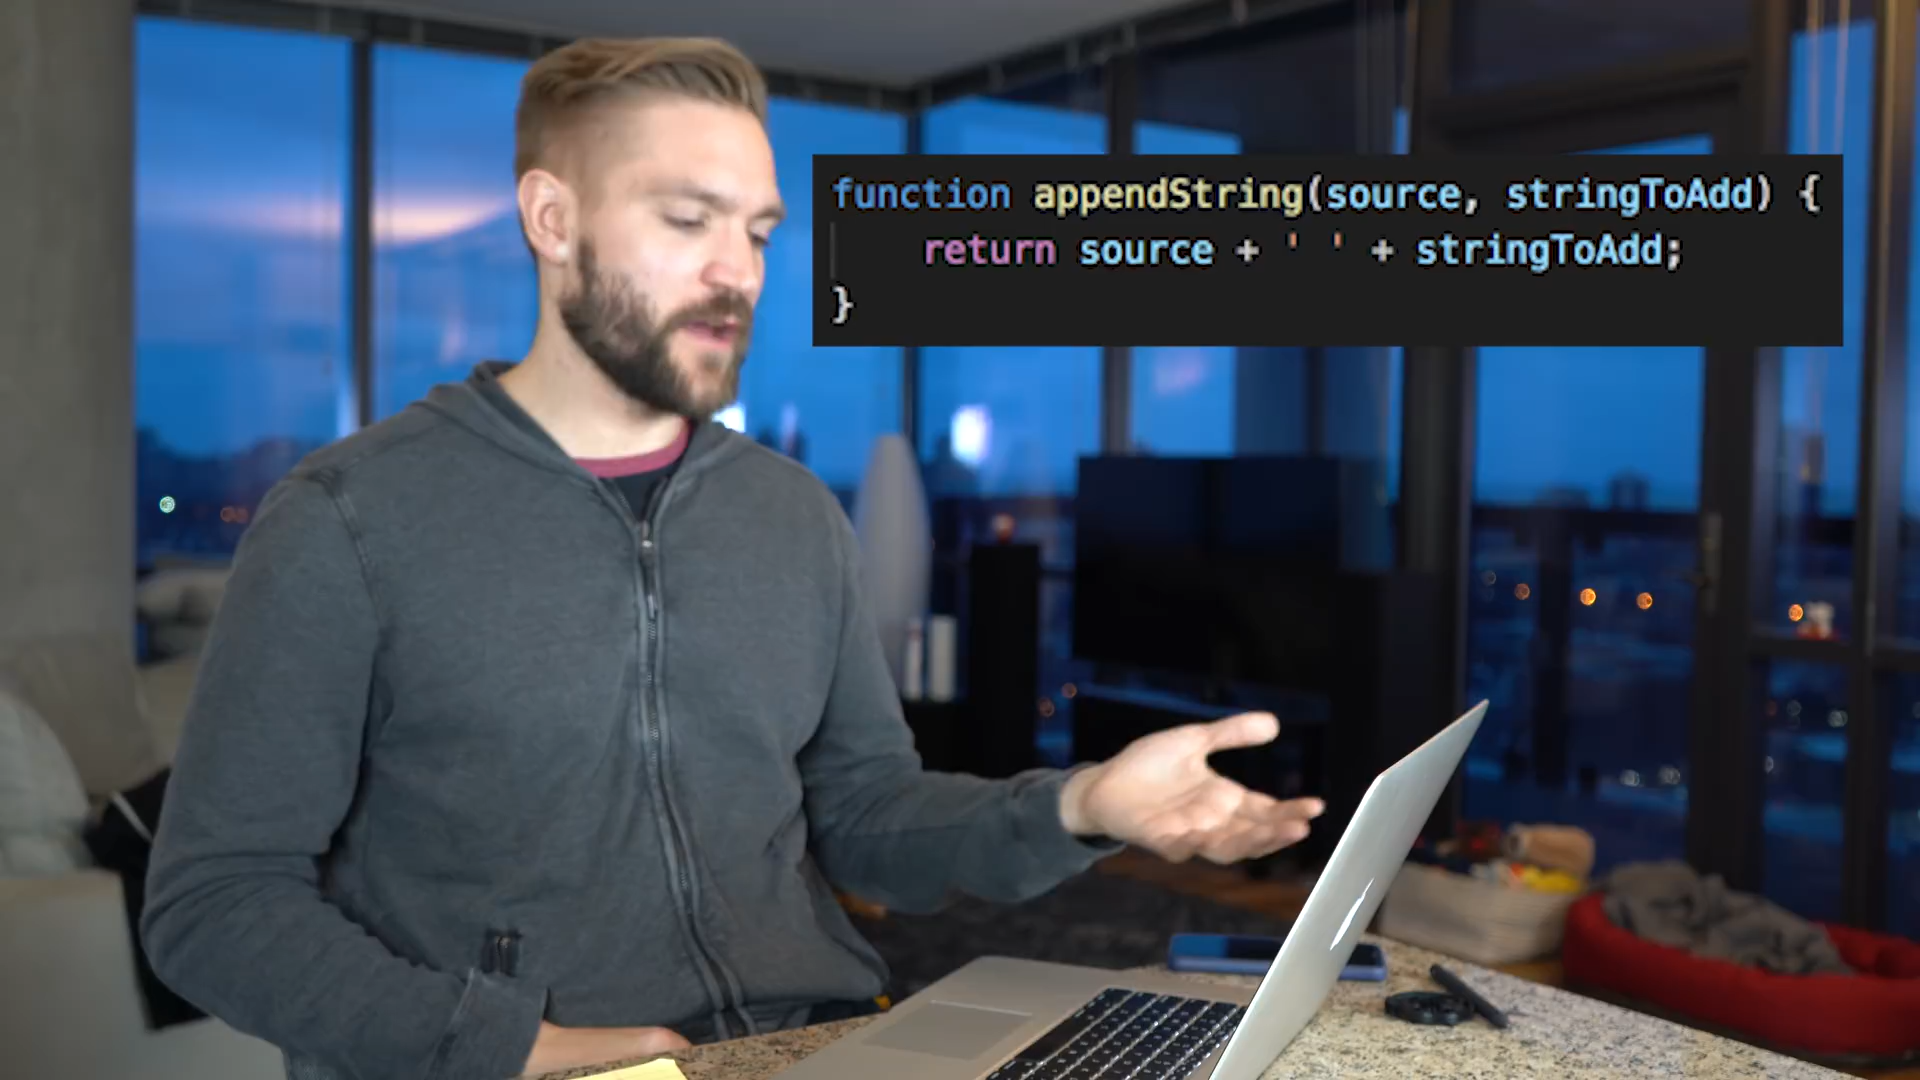 function appendString(source, stringToAdd) {
    return source + ' ' + stringToAdd;
}